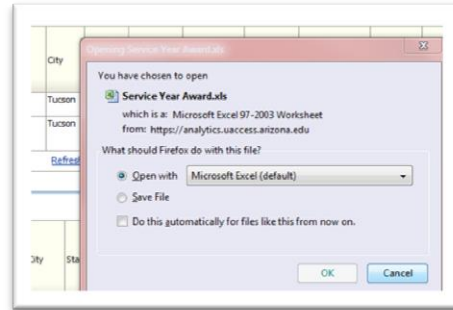 City
Opening Service Year Award.xls
You have chosen to open
Service Year Award.xls
Tucson
which is a: Microsoft Excel 97-2003 Worksheet
from: https://analytics.uaccess.arizona.edu
Tucson
What should Firefox do with this file?
Refres
Open with Microsoft Excel (default)
Save File
Do this automatically for files like this from now on.
City Sta
OK Cancel